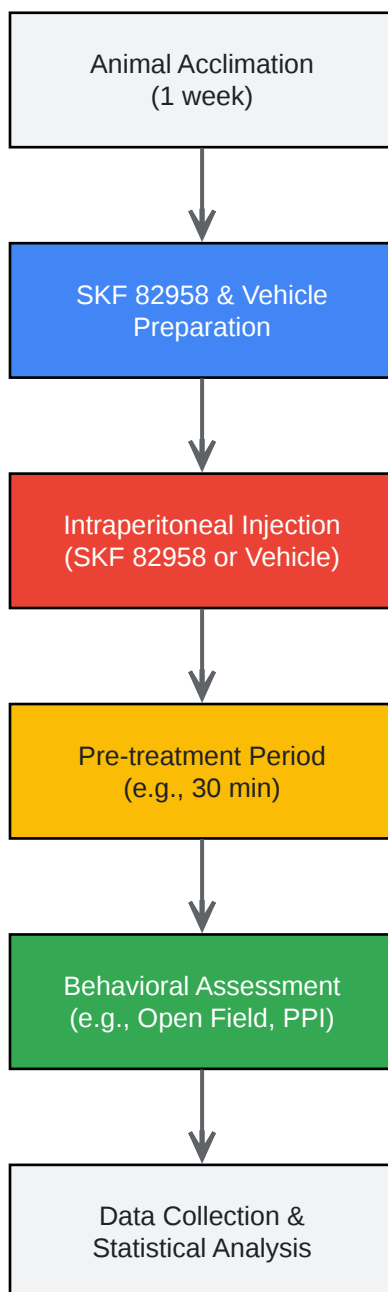 Animal Acclimation
(1 week)
SKF 82958 & Vehicle
Preparation
Intraperitoneal Injection
(SKF 82958 or Vehicle)
Pre-treatment Period
(e.g., 30 min)
Behavioral Assessment
(e.g., Open Field, PPI)
Data Collection &
Statistical Analysis